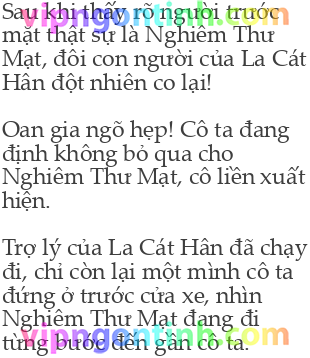 Sau khi thấy rõ người trước
mặt thật sự là Nghiêm Thư
Mạt, đôi con ngươi của La Cát
Hân đột nhiên co lại!
Oan gia ngõ hẹp! Cô ta đang
định không bỏ qua cho
Nghiêm Thư Mạt, cô liền xuất
hiện.
Trợ lý của La Cát Hân đã chạy
đi, chỉ còn lại một mình cô ta
đứng ở trước cửa xe, nhìn
Nghiêm Thư Mạt đang đi
từng bước đến gần cô ta.
vipngontinh.com
vipngontinh.com